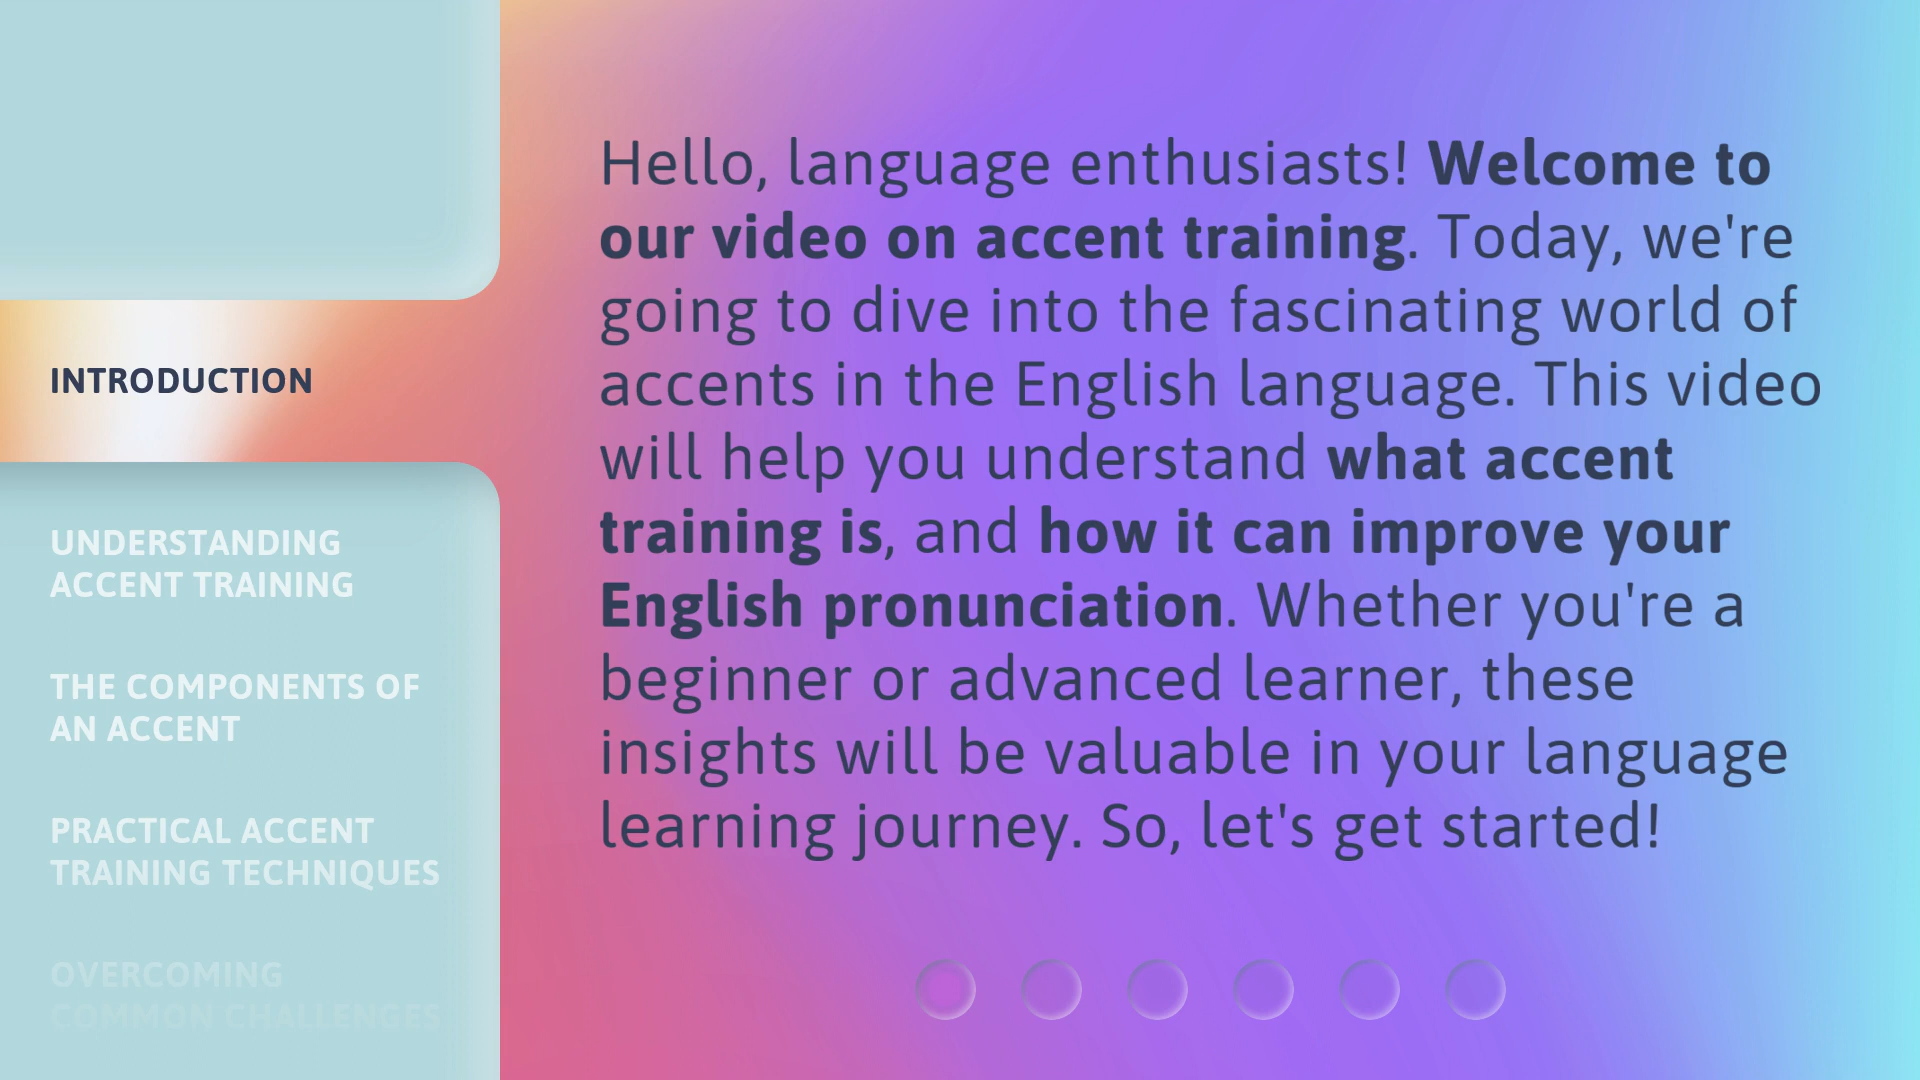 INTRODUCTION
UNDERSTANDING
ACCENT TRAINING
THE COMPONENTS OF
AN ACCENT
PRACTICAL ACCENT
TRAINING TECHNIQUES
OVERCOMING
COMMON CHALLENGES
Hello, language enthusiasts! Welcome to
our video on accent training. Today, we're
going to dive into the fascinating world of
accents in the English language. This video
will help you understand what accent
training is, and how it can improve your
English pronunciation. Whether you're a
beginner or advanced learner, these
insights will be valuable in your language
learning journey. So, let's get started!